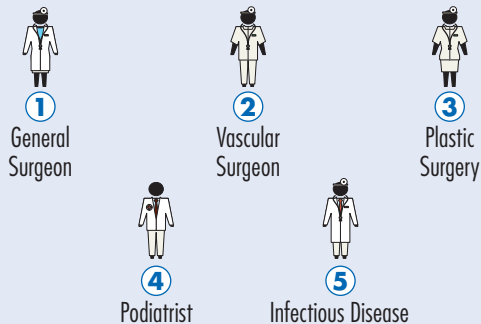 1
2
3
General
Surgeon
Vascular
Surgeon
Plastic
Surgery
4
5
Podiatrist
Infectious Disease